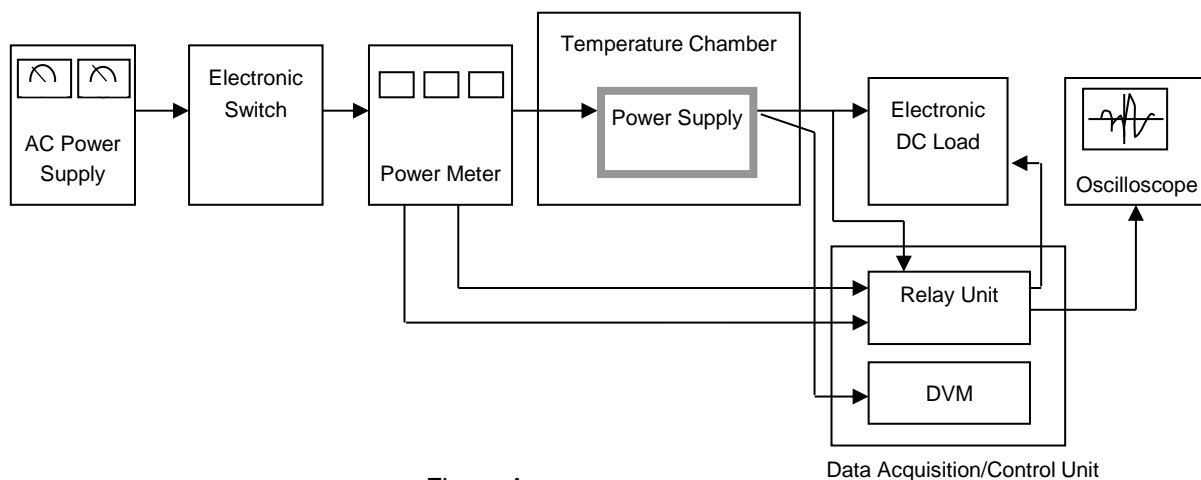 AC Power
Supply
Electronic
Switch
Power Meter
Temperature Chamber
Power Supply
Electronic
DC Load
Oscilloscope
Relay Unit
DVM
Data Acquisition/Control Unit